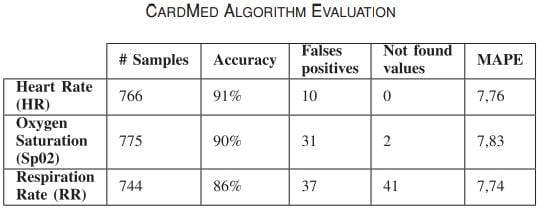 CARDMED ALGORITHM EVALUATION
# Samples Accuracy Falses positives Not found values MAPE
Heart Rate (HR) 766 91% 10 0 7,76
Oxygen Saturation (Sp02) 775 90% 31 2 7,83
Respiration Rate (RR) 744 86% 37 41 7,74